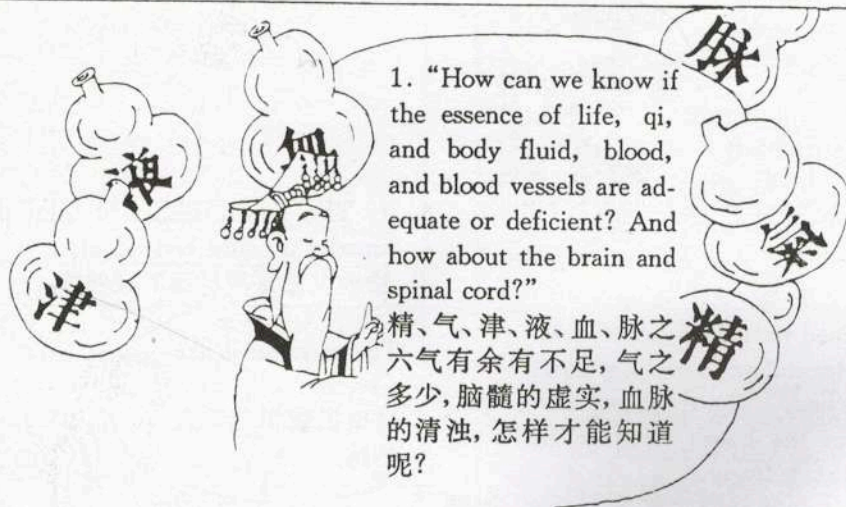 1. "How can we know if
the essence of life, qi,
and body fluid, blood,
and blood vessels are ad-
equate or deficient? And
how about the brain and
spinal cord?"
精、气、津、液、血、脉之
六气有余有不足, 气之
多少, 脑髓的虚实, 血脉
的清浊, 怎样才能知道
呢?
液
津
血
脉
精